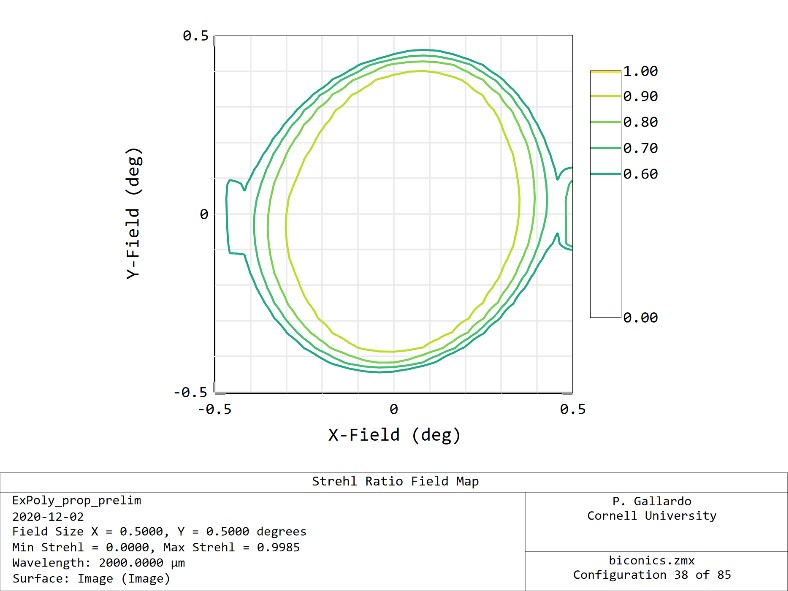 0.5
0
-0.5
-0.5
0
0.5
Y-Field (deg)
X-Field (deg)
1.00
0.90
0.80
0.70
0.60
0.00
Strehl Ratio Field Map
ExPoly_prop_prelim
2020-12-02
Field Size X = 0.5000, Y = 0.5000 degrees
Min Strehl = 0.0000, Max Strehl = 0.9985
Wavelength: 2000.0000 µm
Surface: Image (Image)
P. Gallardo
Cornell University
biconics.zmx
Configuration 38 of 85